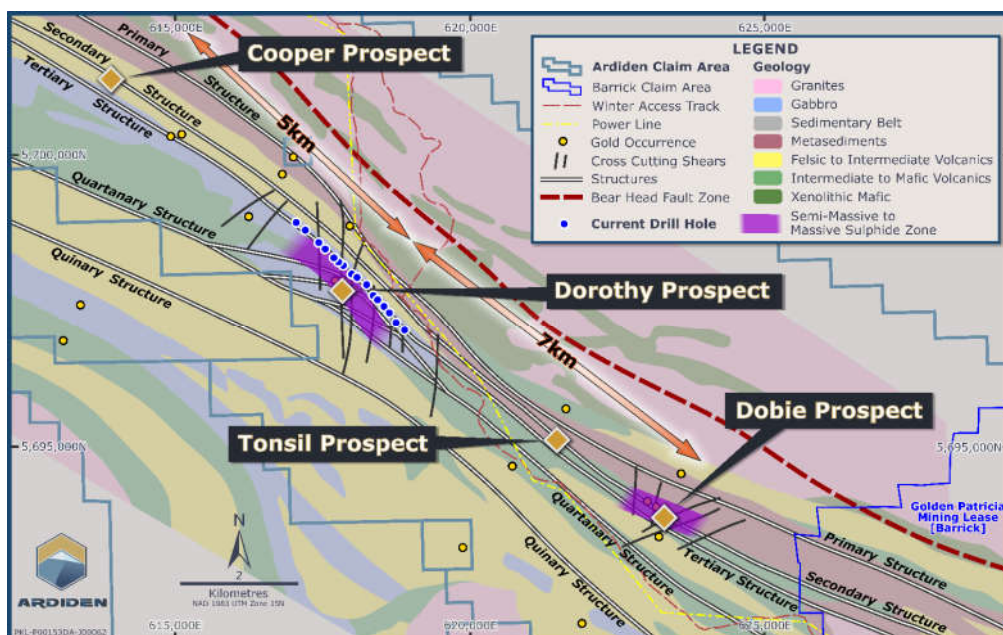 615,000E
620,000E
625,000E
Cooper Prospect
Primary Structure
Secondary Structure
Tertiary Structure
5,700,000N
Quartanary Structure
Quinary Structure
5km
7km
LEGEND
Ardiden Claim Area
Barrick Claim Area
Winter Access Track
Power Line
Gold Occurrence
Cross Cutting Shears
Structures
Bear Head Fault Zone
Current Drill Hole
Geology
Granites
Gabbro
Sedimentary Belt
Metasediments
Felsic to Intermediate Volcanics
Intermediate to Mafic Volcanics
Xenolithic Mafic
Semi-Massive to
Massive Sulphide Zone
Dorothy Prospect
Dobie Prospect
Tonsil Prospect
5,695,000N
5,695,000N
Golden Patricia
Mining Lease
[Barrick]
Primary Structure
Secondary Structure
Tertiary Structure
Quartanary Structure
Quinary Structure
N
2
Kilometres
NAD 1983 UTM Zone 15N
ARDIDEN
615,000E
620,000E
625,000E